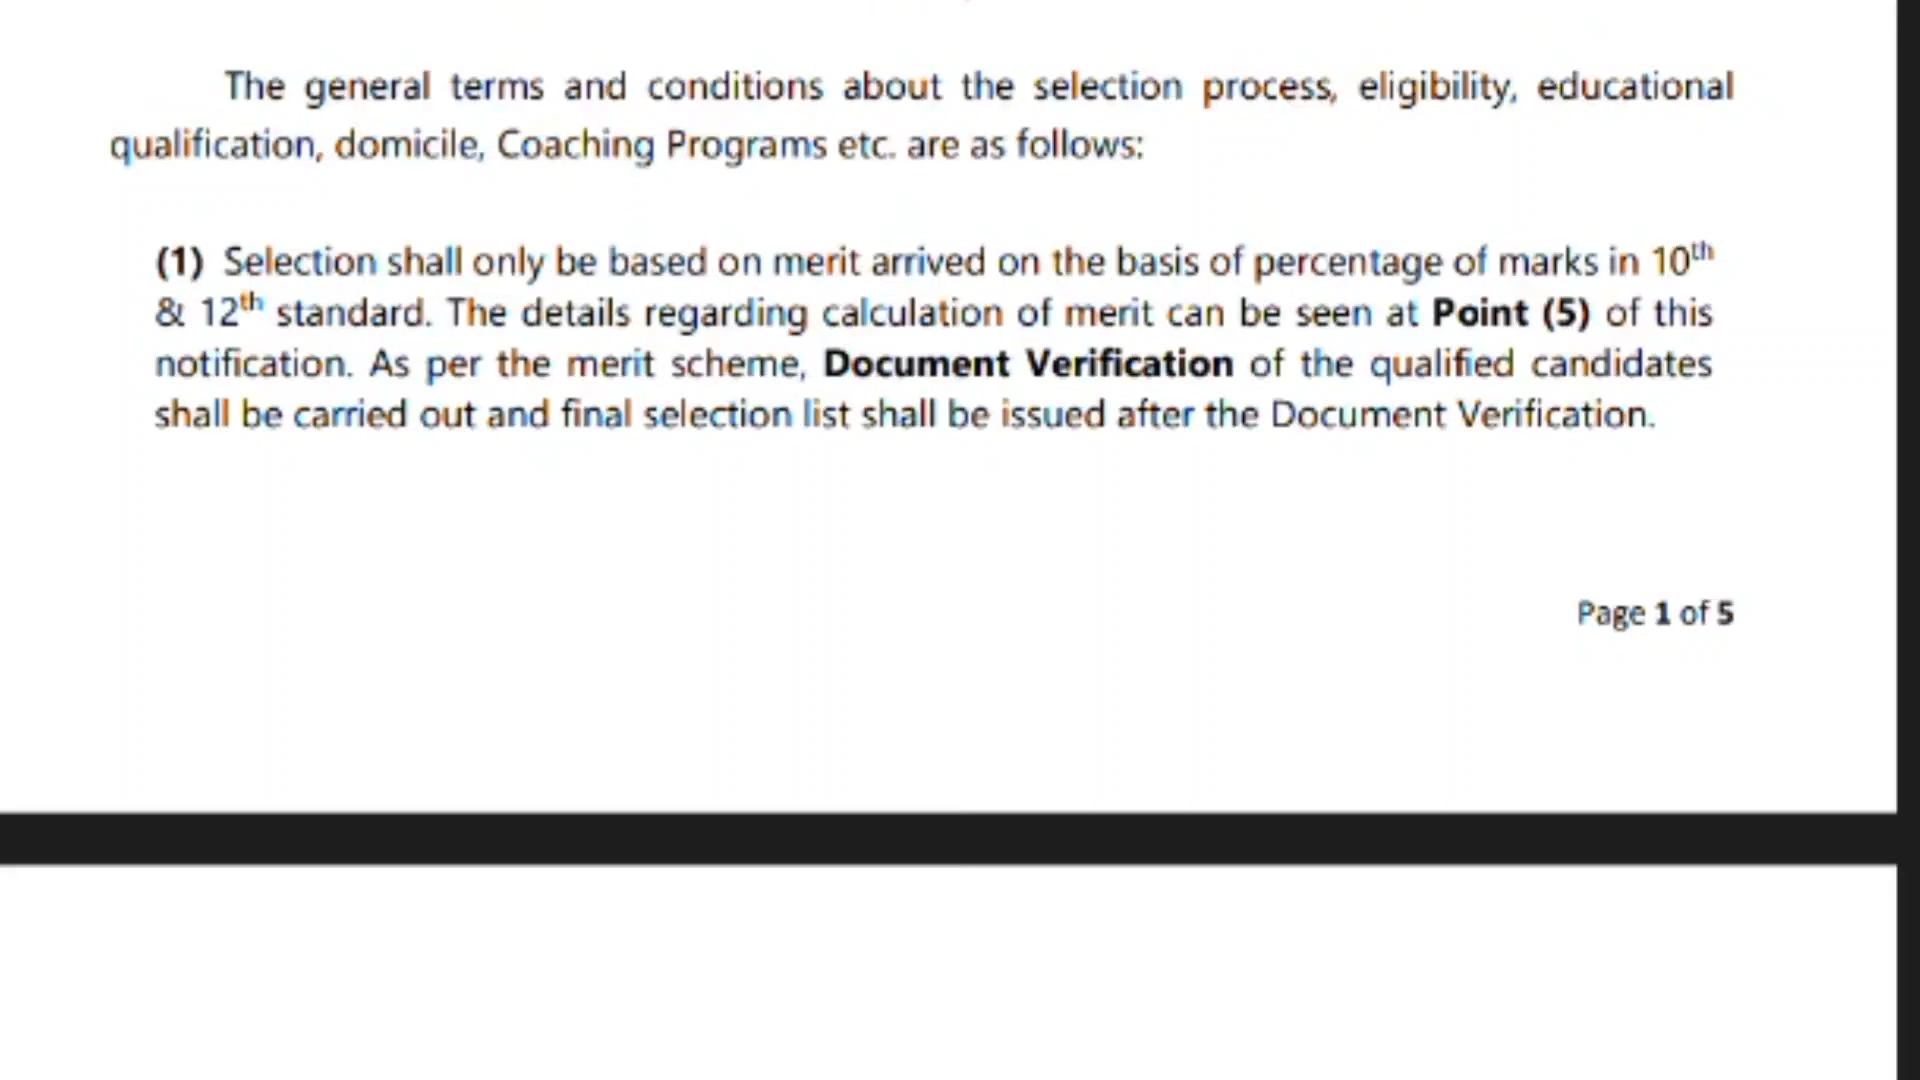 The general terms and conditions about the selection process, eligibility, educational
qualification, domicile, Coaching Programs etc. are as follows:
(1) Selection shall only be based on merit arrived on the basis of percentage of marks in 10th
& 12th standard. The details regarding calculation of merit can be seen at Point (5) of this
notification. As per the merit scheme, Document Verification of the qualified candidates
shall be carried out and final selection list shall be issued after the Document Verification.
Page 1 of 5